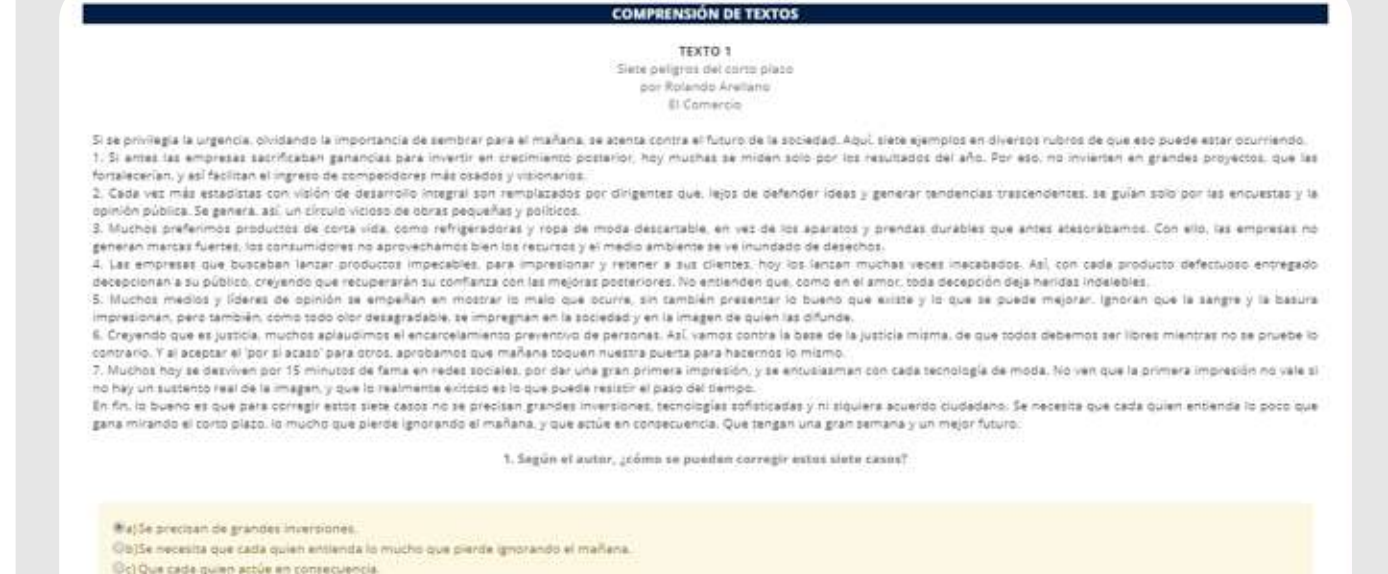 COMPRENSIÓN DE TEXTOS
TEXTO 1
Siete peligros del corto plazo
por Rolando Arellano
El Comercio
Si se privilegia la urgencia, olvidando la importancia de sembrar para el mañana, se atenta contra el futuro de la sociedad. Aquí, siete ejemplos en diversos rubros de que eso puede estar ocurriendo.
1. Si antes las empresas sacrificaban ganancias para invertir en crecimiento posterior, hoy muchas se miden solo por los resultados del año. Por eso, no invierten en grandes proyectos, que las
fortalecerían, y así facilitan el ingreso de competidores más osados y visionarios.
2. Cada vez más estadistas con visión de desarrollo integral son remplazados por dirigentes que, lejos de defender ideas y generar tendencias trascendentes, se guían solo por las encuestas y la
opinión pública. Se genera, así, un círculo vicioso de obras pequeñas y políticos.
3. Muchos preferimos productos de corta vida, como refrigeradoras y ropa de moda descartable, en vez de los aparatos y prendas durables que antes atesorábamos. Con ello, las empresas no
generan marcas fuertes, los consumidores no aprovechamos bien los recursos y el medio ambiente se ve inundado de desechos.
4. Las empresas que buscaban lanzar productos impecables, para impresionar y retener a sus clientes, hoy los lanzan muchas veces inacabados. Así, con cada producto defectuoso entregado
decepcionan a su público, creyendo que recuperarán su confianza con las mejoras posteriores. No entienden que, como en el amor, toda decepción deja heridas indelebles.
5. Muchos medios y líderes de opinión se empeñan en mostrar lo malo que ocurre, sin también presentar lo bueno que existe y lo que se puede mejorar. Ignoran que la sangre y la basura
impresionan, pero también, como todo olor desagradable, se impregnan en la sociedad y en la imagen de quien las difunde.
6. Creyendo que es justicia, muchos aplaudimos el encarcelamiento preventivo de personas. Así, vamos contra la base de la justicia misma, de que todos debemos ser libres mientras no se pruebe lo
contrario. Y al aceptar el 'por si acaso' para otros, aprobamos que mañana toquen nuestra puerta para hacernos lo mismo.
7. Muchos hoy se desviven por 15 minutos de fama en redes sociales, por dar una gran primera impresión, y se entusiasman con cada tecnología de moda. No ven que la primera impresión no vale si
no hay un sustento real de la imagen, y que lo realmente exitoso es lo que puede resistir el paso del tiempo.
En fin, lo bueno es que para corregir estos siete casos no se precisan grandes inversiones, tecnologías sofisticadas y ni siquiera acuerdo ciudadano. Se necesita que cada quien entienda lo poco que
gana mirando el corto plazo, lo mucho que pierde ignorando el mañana, y que actúe en consecuencia. Que tengan una gran semana y un mejor futuro.
1. Según el autor, ¿cómo se pueden corregir estos siete casos?
a)Se precisan de grandes inversiones.
b)Se necesita que cada quien entienda lo mucho que pierde ignorando el mañana.
c) Que cada quien actúe en consecuencia.